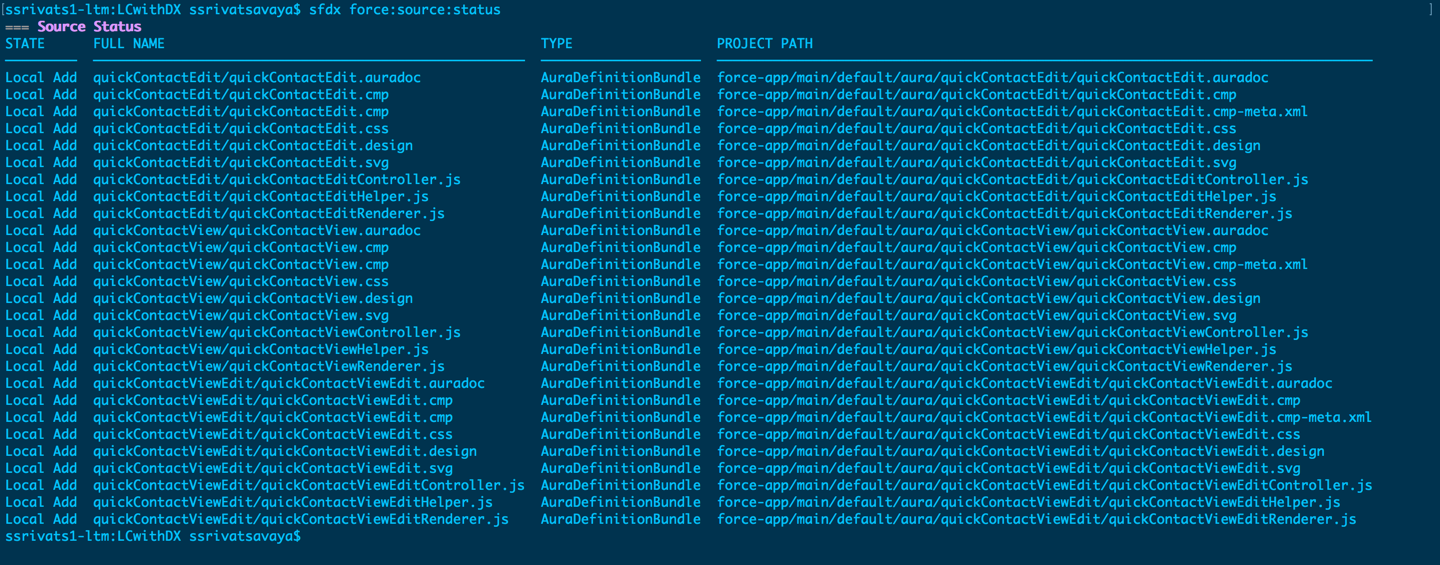 [ssrivats1-ltm:LCwithDX ssrivatsavaya$ sfdx force:source:status ]
=== Source Status
STATE FULL NAME TYPE PROJECT PATH
Local Add quickContactEdit/quickContactEdit.auradoc AuraDefinitionBundle force-app/main/default/aura/quickContactEdit/quickContactEdit.auradoc
Local Add quickContactEdit/quickContactEdit.cmp AuraDefinitionBundle force-app/main/default/aura/quickContactEdit/quickContactEdit.cmp
Local Add quickContactEdit/quickContactEdit.cmp AuraDefinitionBundle force-app/main/default/aura/quickContactEdit/quickContactEdit.cmp-meta.xml
Local Add quickContactEdit/quickContactEdit.css AuraDefinitionBundle force-app/main/default/aura/quickContactEdit/quickContactEdit.css
Local Add quickContactEdit/quickContactEdit.design AuraDefinitionBundle force-app/main/default/aura/quickContactEdit/quickContactEdit.design
Local Add quickContactEdit/quickContactEdit.svg AuraDefinitionBundle force-app/main/default/aura/quickContactEdit/quickContactEdit.svg
Local Add quickContactEdit/quickContactEditController.js AuraDefinitionBundle force-app/main/default/aura/quickContactEdit/quickContactEditController.js
Local Add quickContactEdit/quickContactEditHelper.js AuraDefinitionBundle force-app/main/default/aura/quickContactEdit/quickContactEditHelper.js
Local Add quickContactEdit/quickContactEditRenderer.js AuraDefinitionBundle force-app/main/default/aura/quickContactEdit/quickContactEditRenderer.js
Local Add quickContactView/quickContactView.auradoc AuraDefinitionBundle force-app/main/default/aura/quickContactView/quickContactView.auradoc
Local Add quickContactView/quickContactView.cmp AuraDefinitionBundle force-app/main/default/aura/quickContactView/quickContactView.cmp
Local Add quickContactView/quickContactView.cmp AuraDefinitionBundle force-app/main/default/aura/quickContactView/quickContactView.cmp-meta.xml
Local Add quickContactView/quickContactView.css AuraDefinitionBundle force-app/main/default/aura/quickContactView/quickContactView.css
Local Add quickContactView/quickContactView.design AuraDefinitionBundle force-app/main/default/aura/quickContactView/quickContactView.design
Local Add quickContactView/quickContactView.svg AuraDefinitionBundle force-app/main/default/aura/quickContactView/quickContactView.svg
Local Add quickContactView/quickContactViewController.js AuraDefinitionBundle force-app/main/default/aura/quickContactView/quickContactViewController.js
Local Add quickContactView/quickContactViewHelper.js AuraDefinitionBundle force-app/main/default/aura/quickContactView/quickContactViewHelper.js
Local Add quickContactView/quickContactViewRenderer.js AuraDefinitionBundle force-app/main/default/aura/quickContactView/quickContactViewRenderer.js
Local Add quickContactViewEdit/quickContactViewEdit.auradoc AuraDefinitionBundle force-app/main/default/aura/quickContactViewEdit/quickContactViewEdit.auradoc
Local Add quickContactViewEdit/quickContactViewEdit.cmp AuraDefinitionBundle force-app/main/default/aura/quickContactViewEdit/quickContactViewEdit.cmp
Local Add quickContactViewEdit/quickContactViewEdit.cmp AuraDefinitionBundle force-app/main/default/aura/quickContactViewEdit/quickContactViewEdit.cmp-meta.xml
Local Add quickContactViewEdit/quickContactViewEdit.css AuraDefinitionBundle force-app/main/default/aura/quickContactViewEdit/quickContactViewEdit.css
Local Add quickContactViewEdit/quickContactViewEdit.design AuraDefinitionBundle force-app/main/default/aura/quickContactViewEdit/quickContactViewEdit.design
Local Add quickContactViewEdit/quickContactViewEdit.svg AuraDefinitionBundle force-app/main/default/aura/quickContactViewEdit/quickContactViewEdit.svg
Local Add quickContactViewEdit/quickContactViewEditController.js AuraDefinitionBundle force-app/main/default/aura/quickContactViewEdit/quickContactViewEditController.js
Local Add quickContactViewEdit/quickContactViewEditHelper.js AuraDefinitionBundle force-app/main/default/aura/quickContactViewEdit/quickContactViewEditHelper.js
Local Add quickContactViewEdit/quickContactViewEditRenderer.js AuraDefinitionBundle force-app/main/default/aura/quickContactViewEdit/quickContactViewEditRenderer.js
ssrivats1-ltm:LCwithDX ssrivatsavaya$